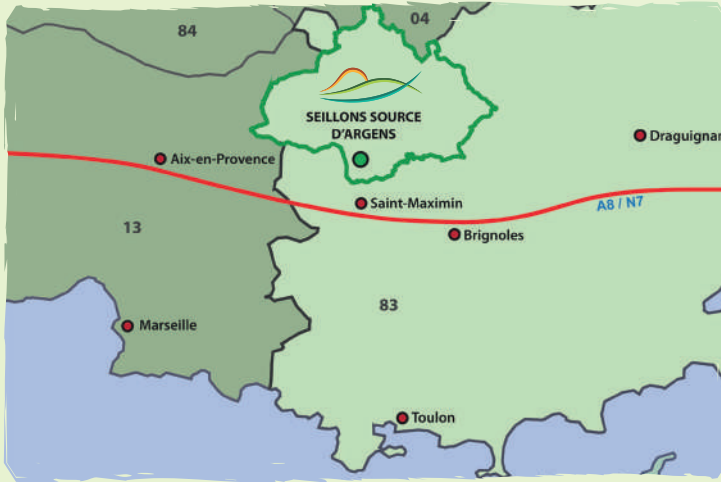 84
04
SEILLONS SOURCE
D'ARGENS
Draguignan
Aix-en-Provence
Saint-Maximin
A8 / N7
13
Brignoles
83
Marseille
Toulon